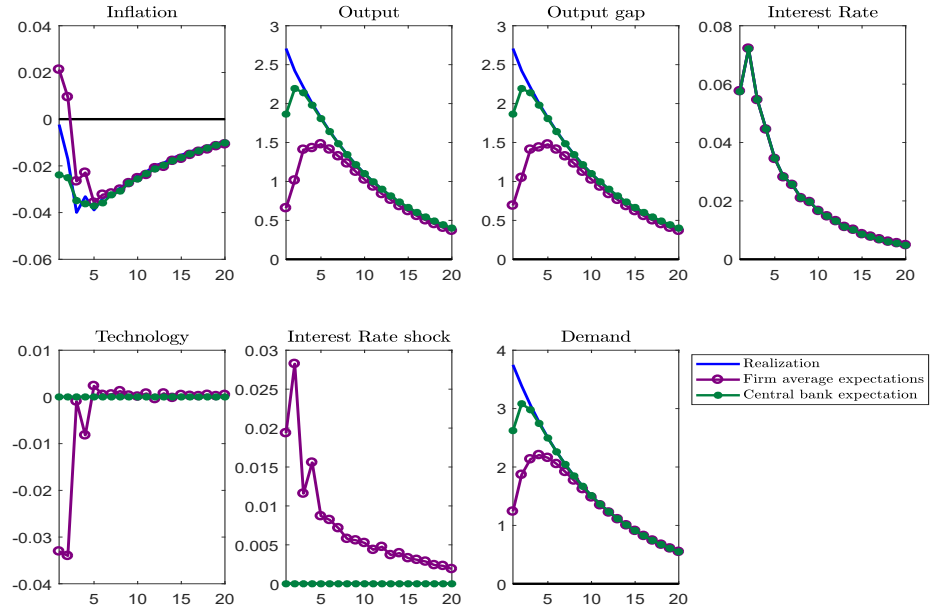 Inflation
Output
Output gap
Interest Rate
0.04
0.02
0
-0.02
-0.04
-0.06
5 10 15 20
3
2.5
2
1.5
1
0.5
0
5 10 15 20
3
2.5
2
1.5
1
0.5
0
5 10 15 20
0.08
0.06
0.04
0.02
0
5 10 15 20
Technology
Interest Rate shock
Demand
0.01
0
-0.01
-0.02
-0.03
-0.04
5 10 15 20
0.03
0.025
0.02
0.015
0.01
0.005
0
5 10 15 20
4
3
2
1
0
5 10 15 20
Realization
Firm average expectations
Central bank expectation